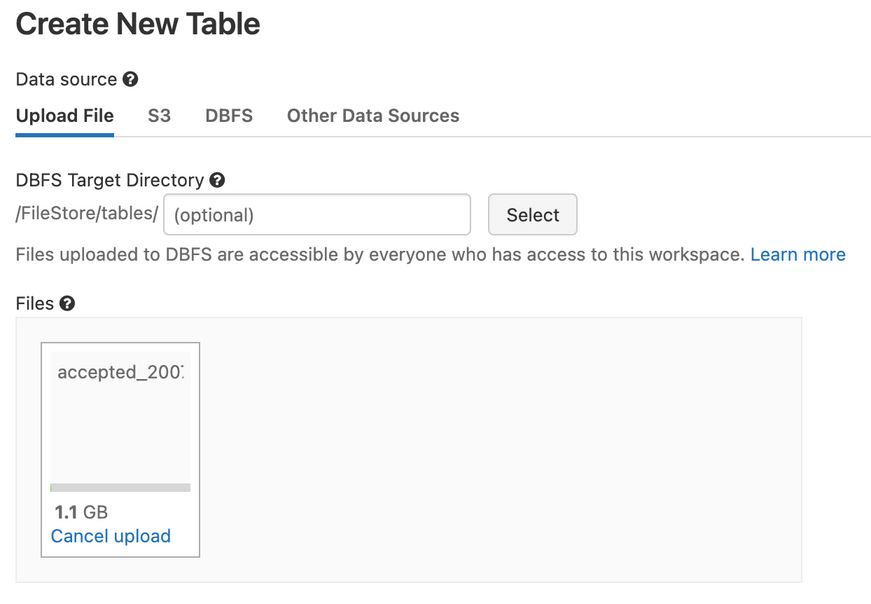 Create New Table
Data source ?
Upload File S3 DBFS Other Data Sources
DBFS Target Directory ?
/FileStore/tables/ (optional) Select
Files uploaded to DBFS are accessible by everyone who has access to this workspace. Learn more
Files ?
accepted_200
1.1 GB
Cancel upload